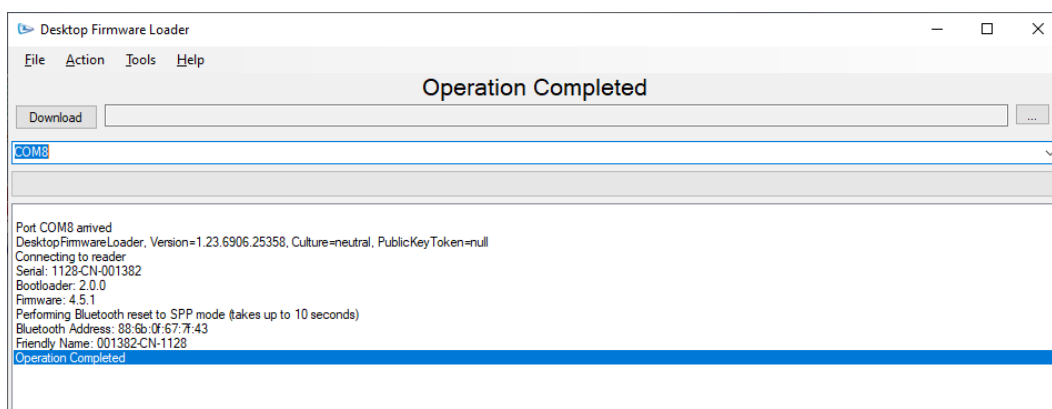 Desktop Firmware Loader
File Action Tools Help
Operation Completed
Download
...
COM8
Port COM8 arrived
DesktopFirmwareLoader, Version=1.23.6906.25358, Culture=neutral, PublicKeyToken=null
Connecting to reader
Serial: 1128-CN-001382
Bootloader: 2.0.0
Firmware: 4.5.1
Performing Bluetooth reset to SPP mode (takes up to 10 seconds)
Bluetooth Address: 88:6b:0f:67:7f:43
Friendly Name: 001382-CN-1128
Operation Completed